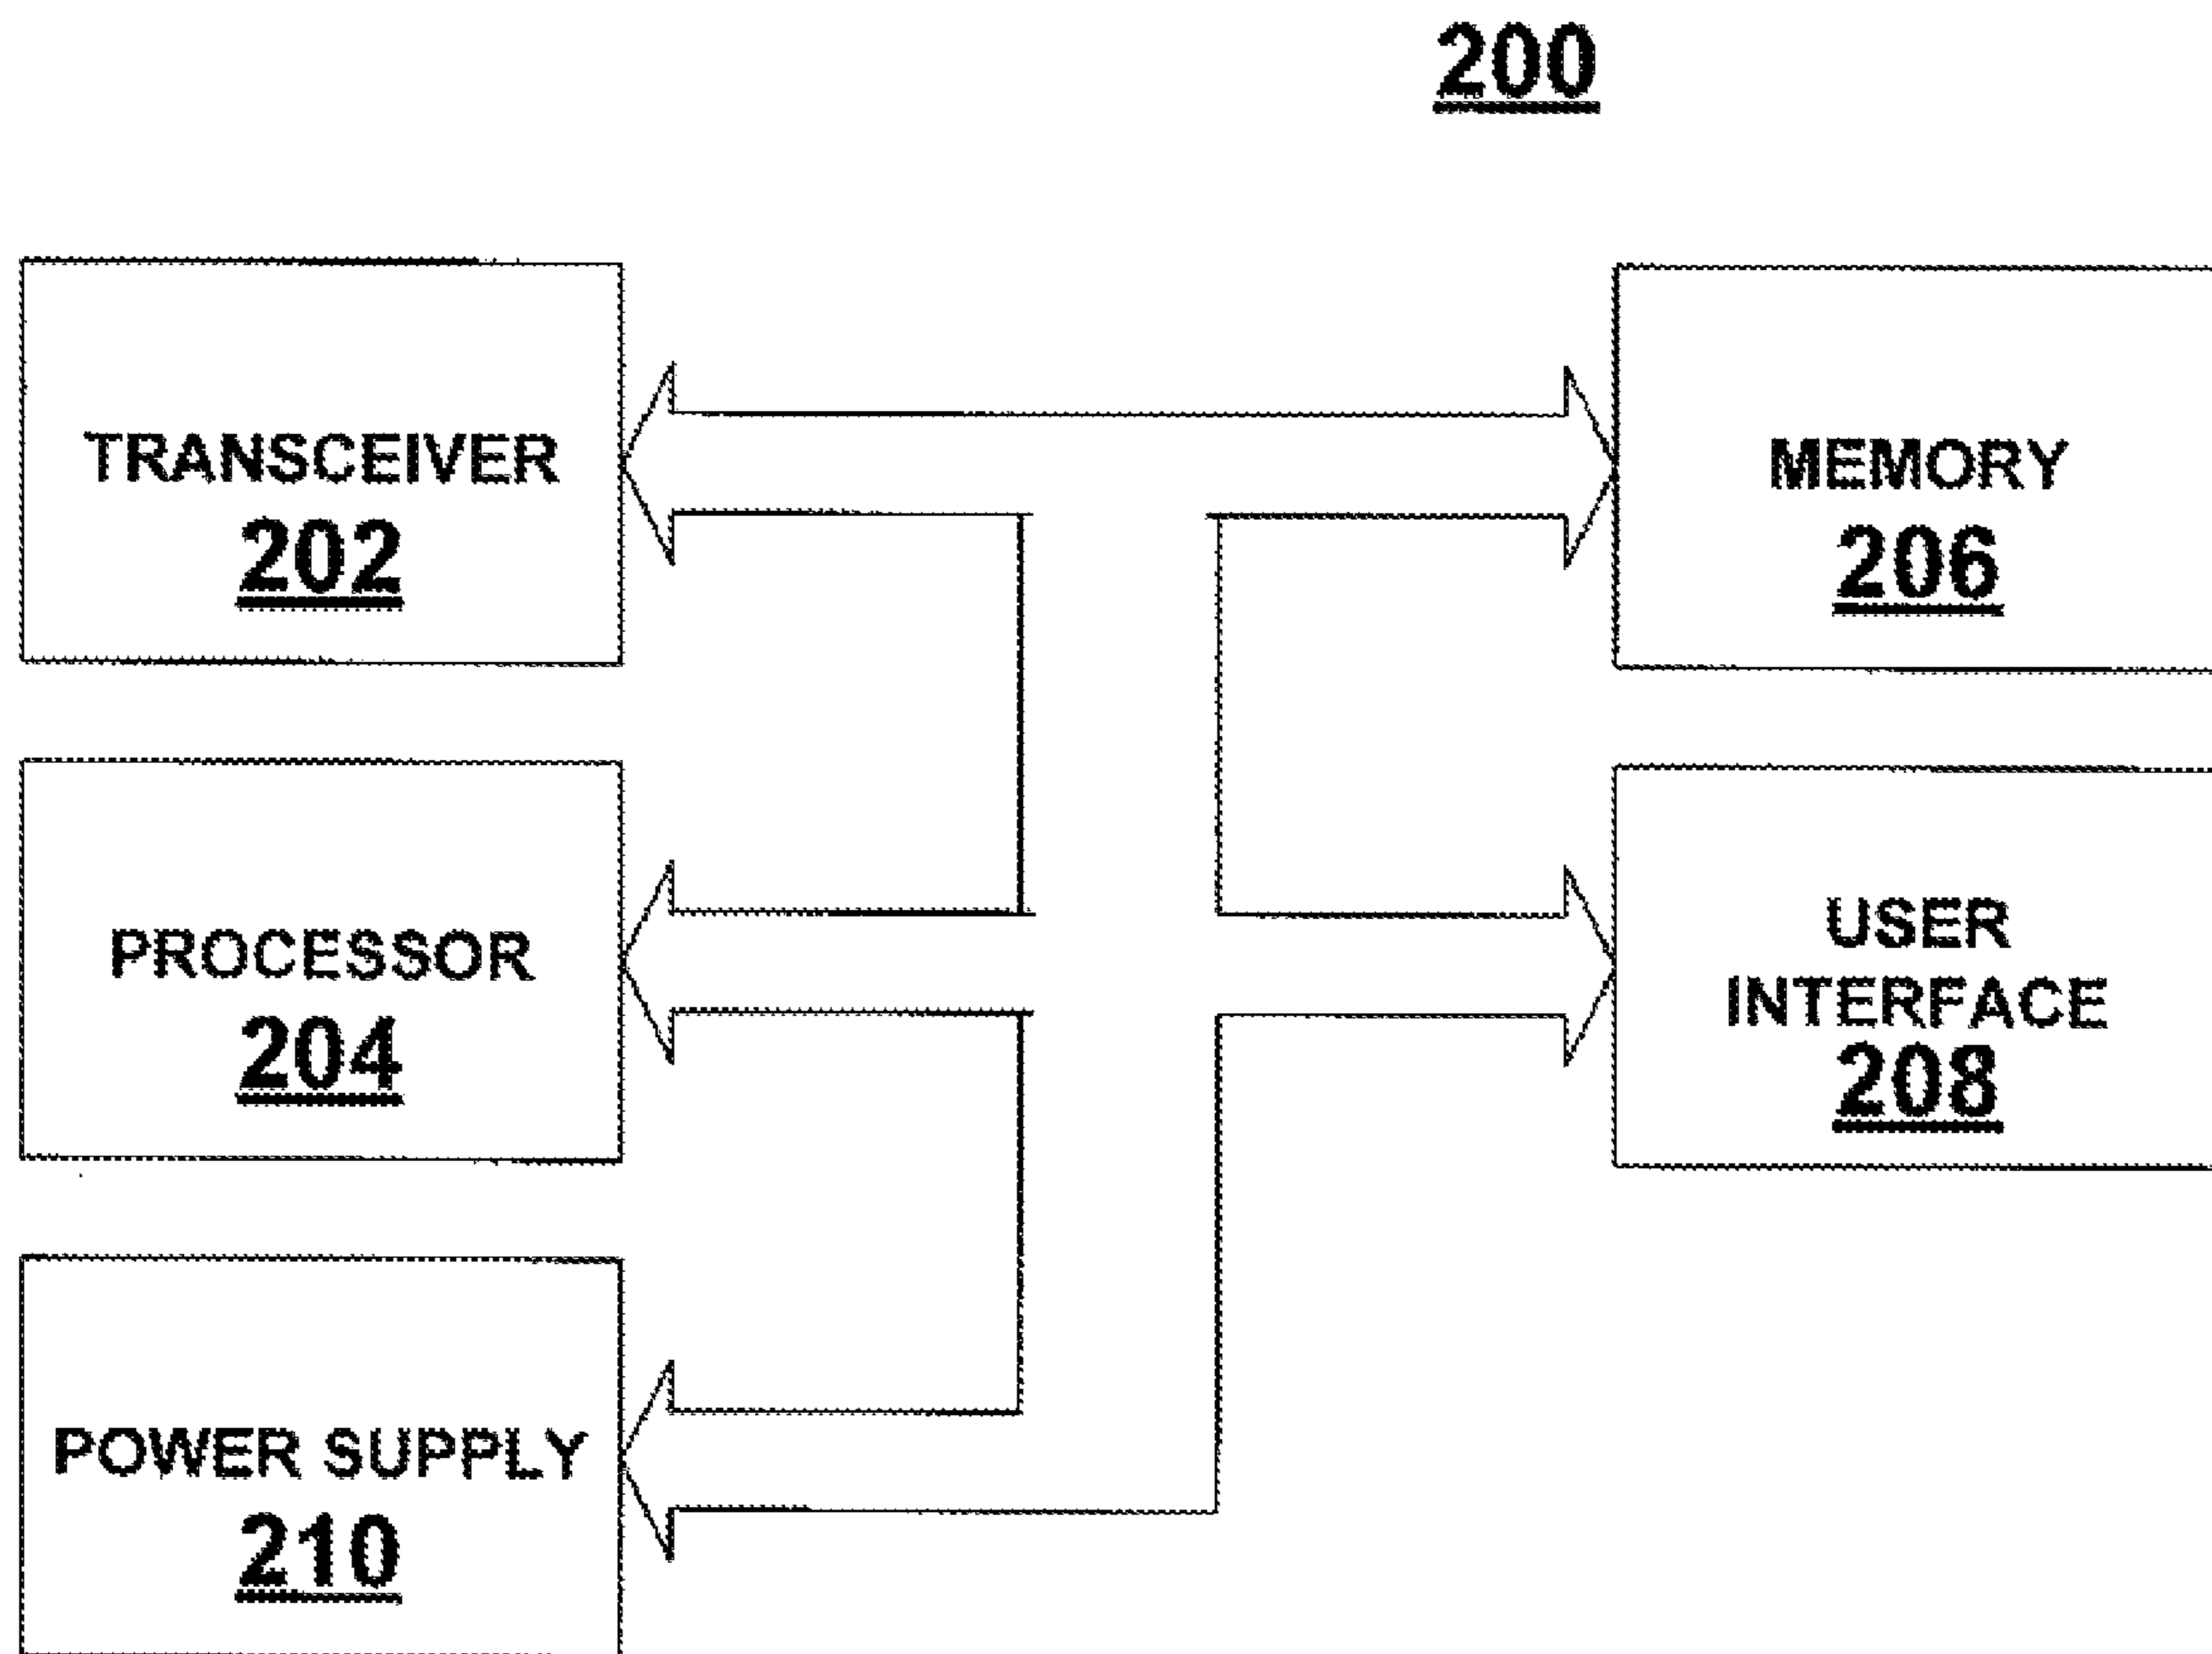 200
TRANSCEIVER
202
MEMORY
206
PROCESSOR
204
USER
INTERFACE
208
POWER SUPPLY
210